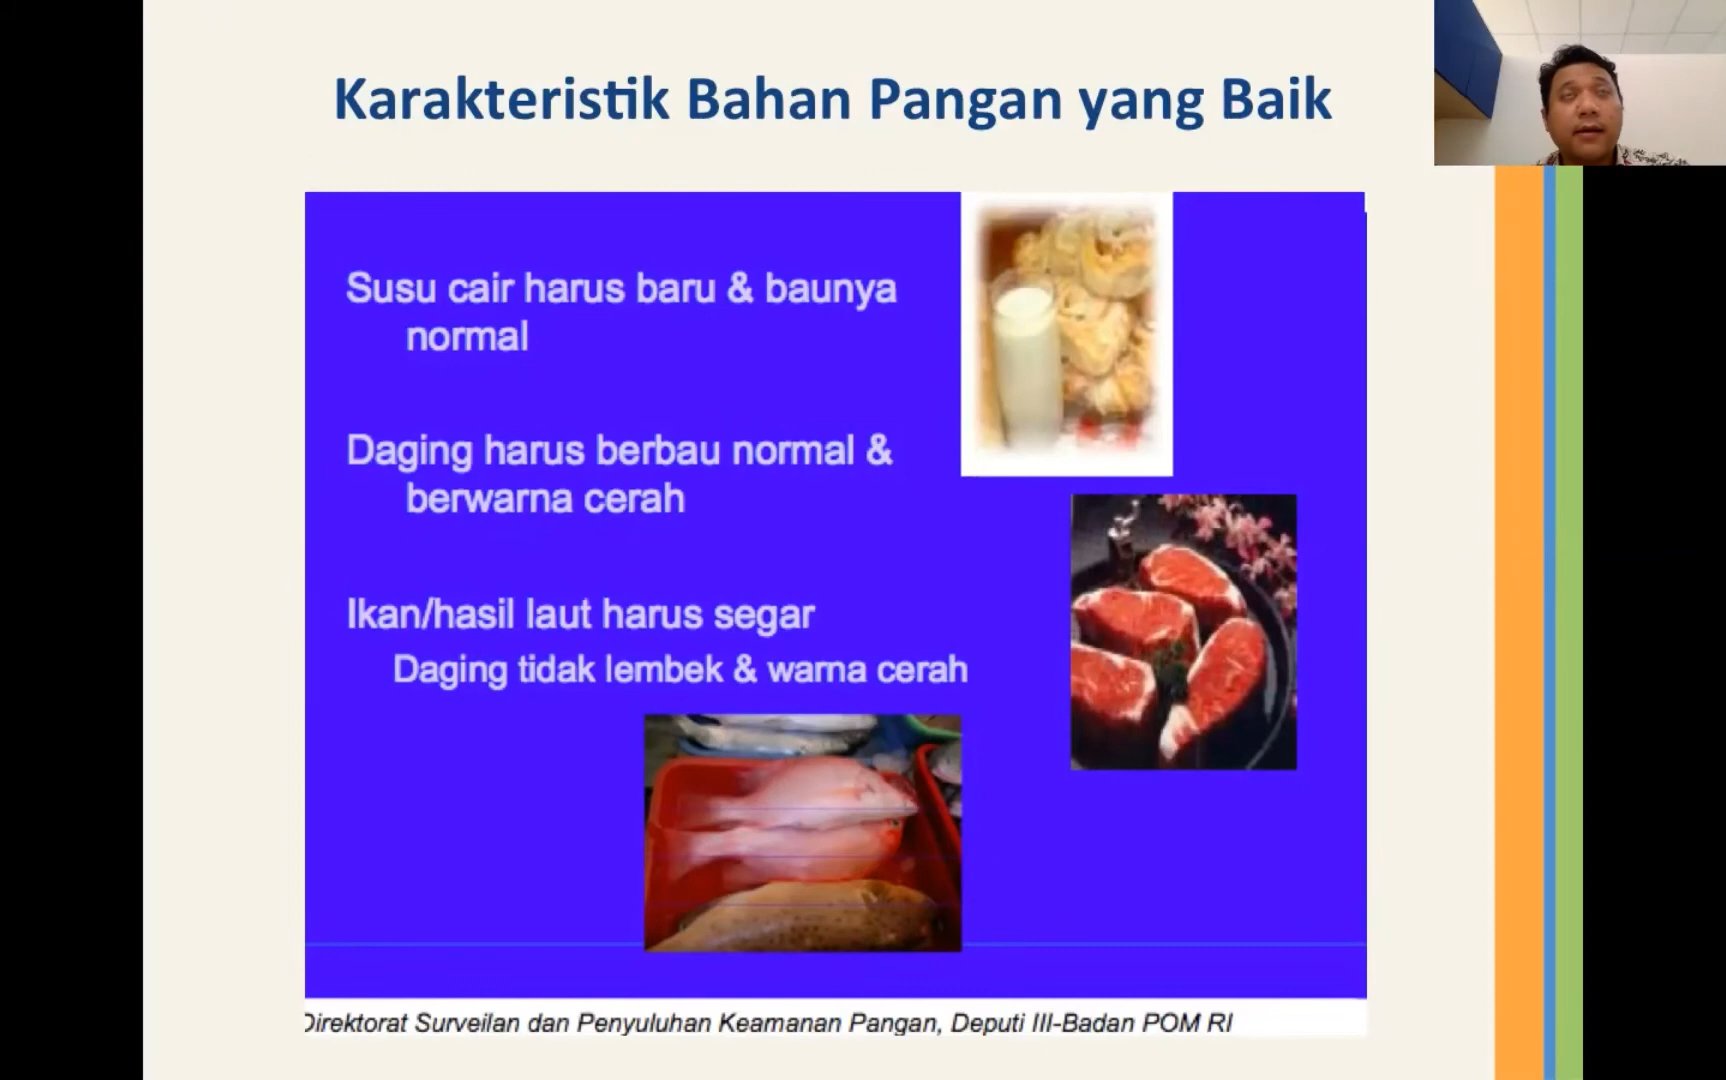 Karakteristik Bahan Pangan yang Baik
Susu cair harus baru & baunya
normal
Daging harus berbau normal &
berwarna cerah
Ikan/hasil laut harus segar
Daging tidak lembek & warna cerah
Direktorat Surveilan dan Penyuluhan Keamanan Pangan, Deputi III-Badan POM RI